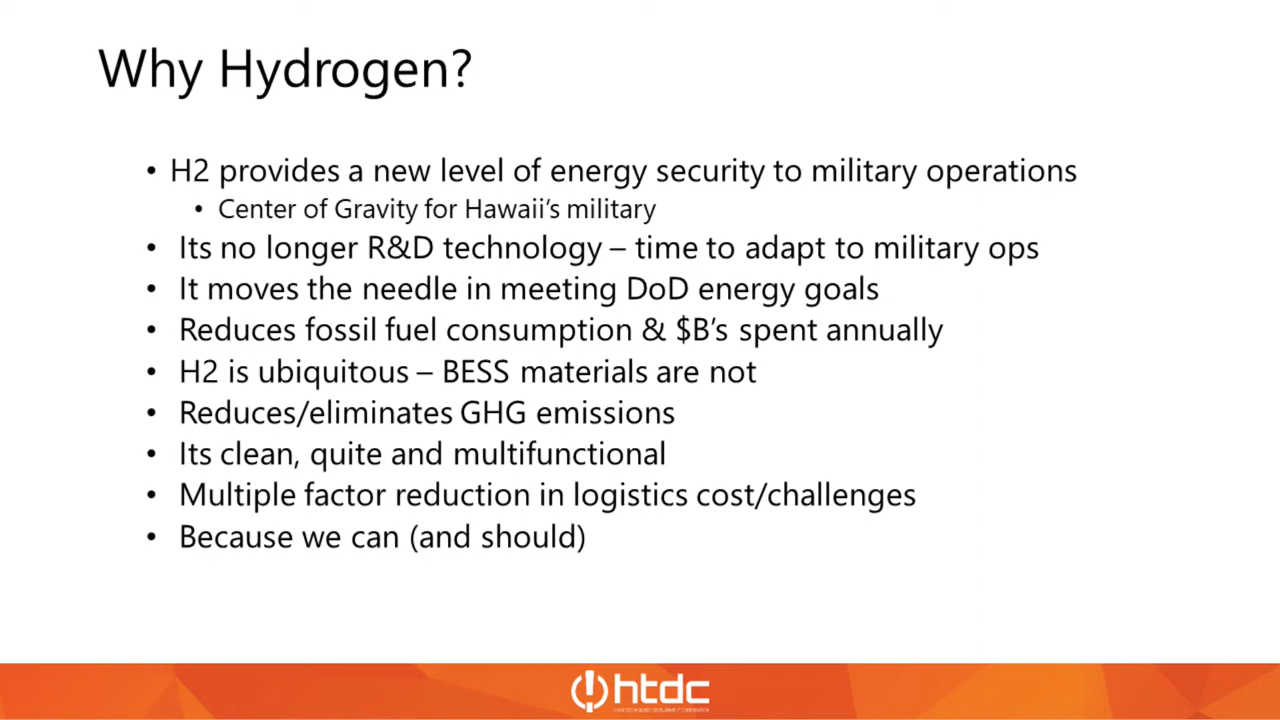 Why Hydrogen?
• H2 provides a new level of energy security to military operations
• Center of Gravity for Hawaii's military
• Its no longer R&D technology – time to adapt to military ops
• It moves the needle in meeting DoD energy goals
• Reduces fossil fuel consumption & $B's spent annually
• H2 is ubiquitous – BESS materials are not
• Reduces/eliminates GHG emissions
• Its clean, quite and multifunctional
• Multiple factor reduction in logistics cost/challenges
• Because we can (and should)
htdc